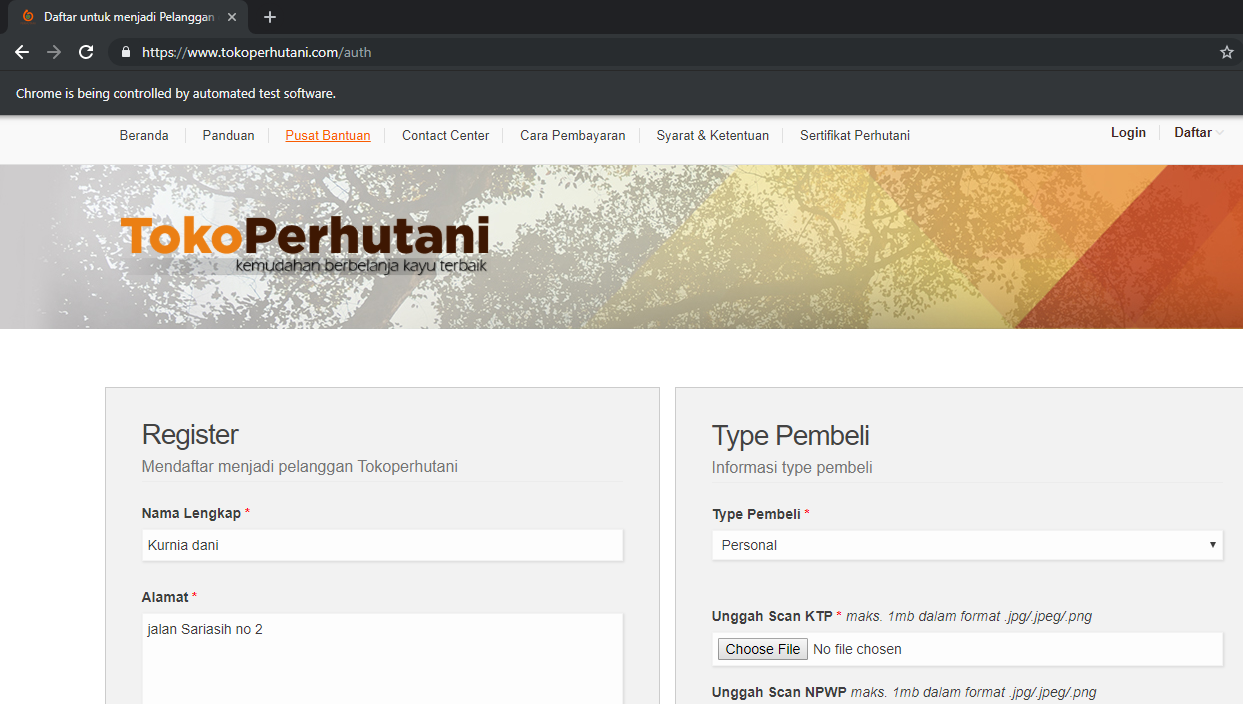 Daftar untuk menjadi Pelanggan
https://www.tokoperhutani.com/auth
Chrome is being controlled by automated test software.
Beranda Panduan Pusat Bantuan Contact Center Cara Pembayaran Syarat & Ketentuan Sertifikat Perhutani Login Daftar
TokoPerhutani
kemudahan berbelanja kayu terbaik
Register
Mendaftar menjadi pelanggan Tokoperhutani
Nama Lengkap *
Kurnia dani
Alamat *
jalan Sariasih no 2
Type Pembeli
Informasi type pembeli
Type Pembeli *
Personal
Unggah Scan KTP * maks. 1mb dalam format .jpg/.jpeg/.png
Choose File No file chosen
Unggah Scan NPWP maks. 1mb dalam format .jpg/.jpeg/.png